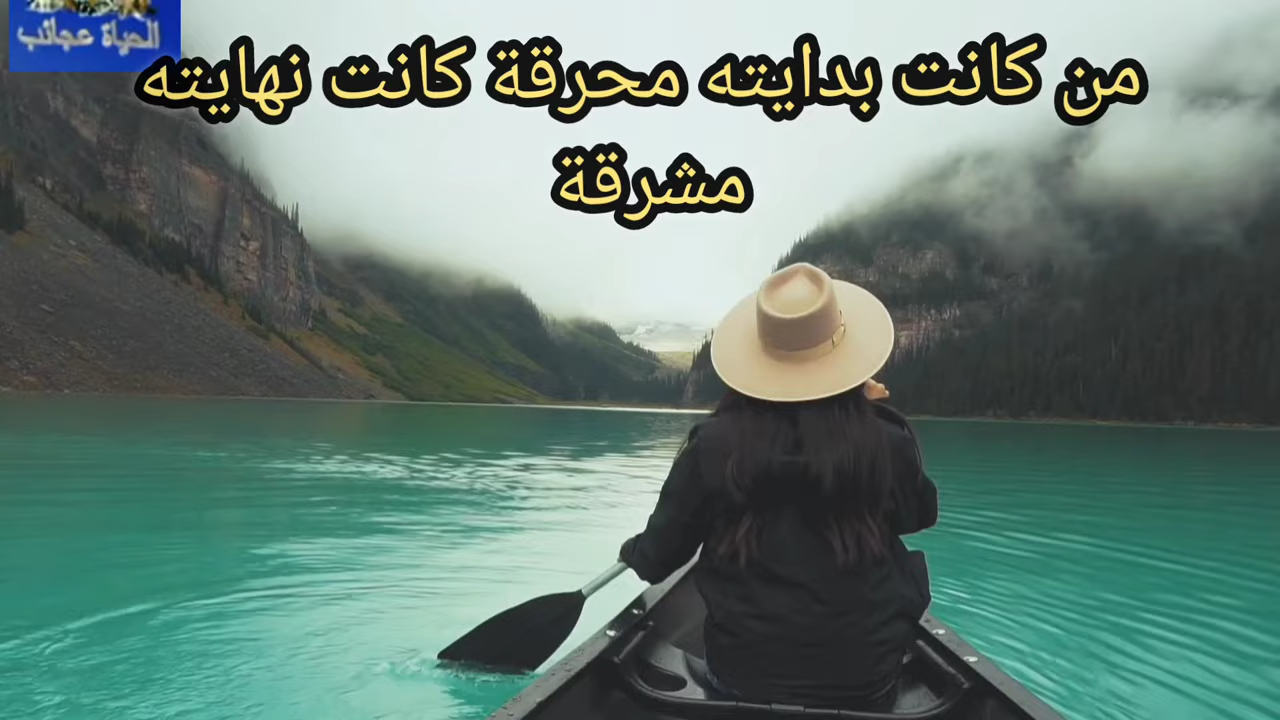 الحياة عجائب
من كانت بدايته محرقة كانت نهايته
مشرقة